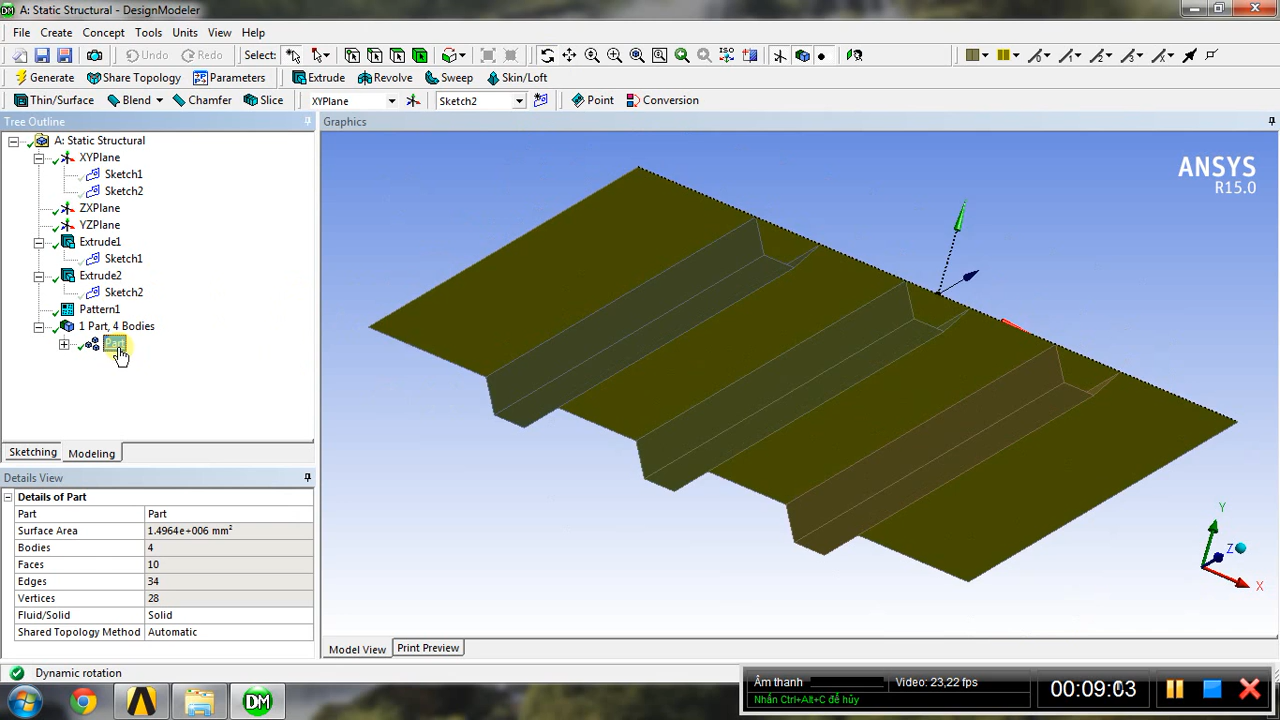 A: Static Structural - DesignModeler
File Create Concept Tools Units View Help
Undo Redo Select:
Generate Share Topology Parameters Extrude Revolve Sweep Skin/Loft
Thin/Surface Blend Chamfer Slice XYPlane Sketch2 Point Conversion
Tree Outline
A: Static Structural
XYPlane
Sketch1
Sketch2
ZXPlane
YZPlane
Extrude1
Sketch1
Extrude2
Sketch2
Pattern1
1 Part, 4 Bodies
Part
Sketching Modeling
Details View
Details of Part
Part Part
Surface Area 1.4964e+006 mm²
Bodies 4
Faces 10
Edges 34
Vertices 28
Fluid/Solid Solid
Shared Topology Method Automatic
Graphics
ANSYS
R15.0
Y
Z
X
Model View Print Preview
Dynamic rotation
DM
Âm thanh Video: 23,22 fps
Nhấn Ctrl+Alt+C để hủy
00:09:03